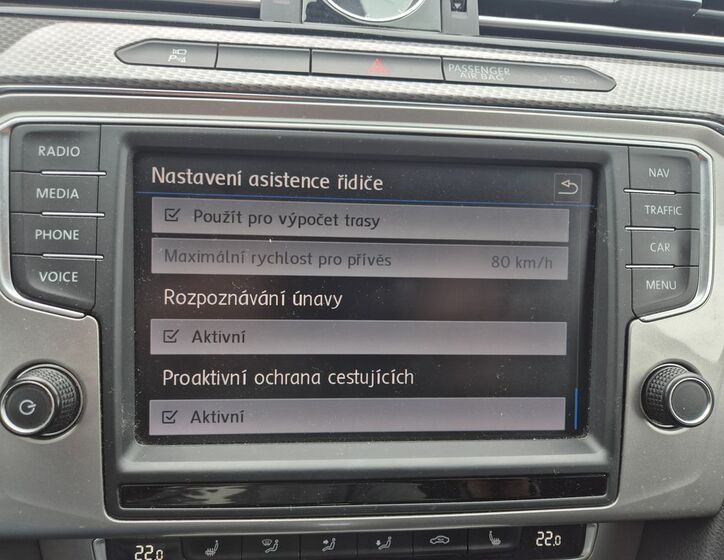 P
PASSENGER
AIR BAG
RADIO
MEDIA
PHONE
VOICE
Nastavení asistence řidiče
Použít pro výpočet trasy
Maximální rychlost pro přívěs 80 km/h
Rozpoznávání únavy
Aktivní
Proaktivní ochrana cestujících
Aktivní
NAV
TRAFFIC
CAR
MENU
22.0
22.0